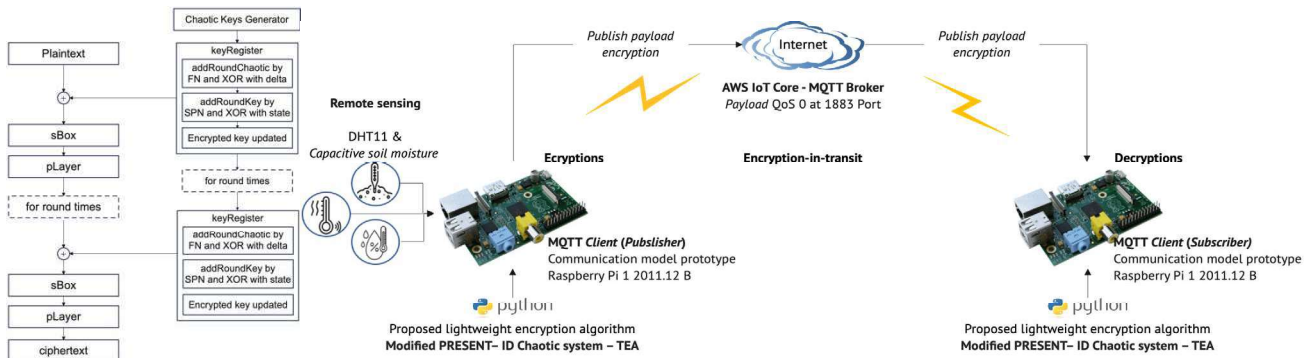 Chaotic Keys Generator
Plaintext
sBox
pLayer
for round times
sBox
pLayer
ciphertext
keyRegister
addRoundChaotic by
FN and XOR with delta
addRoundKey by
SPN and XOR with state
Encrypted key updated
for round times
keyRegister
addRoundChaotic by
FN and XOR with delta
addRoundKey by
SPN and XOR with state
Encrypted key updated
Remote sensing
DHT11 &
Capacitive soil moisture
Publish payload
encryption
Internet
Publish payload
encryption
AWS IoT Core - MQTT Broker
Payload QoS 0 at 1883 Port
Ecryptions
Encryption-in-transit
Decryptions
MQTT Client (Publsisher)
Communication model prototype
Raspberry Pi 1 2011.12 B
python
Proposed lightweight encryption algorithm
Modified PRESENT– ID Chaotic system – TEA
MQTT Client (Subscriber)
Communication model prototype
Raspberry Pi 1 2011.12 B
python
Proposed lightweight encryption algorithm
Modified PRESENT– ID Chaotic system – TEA